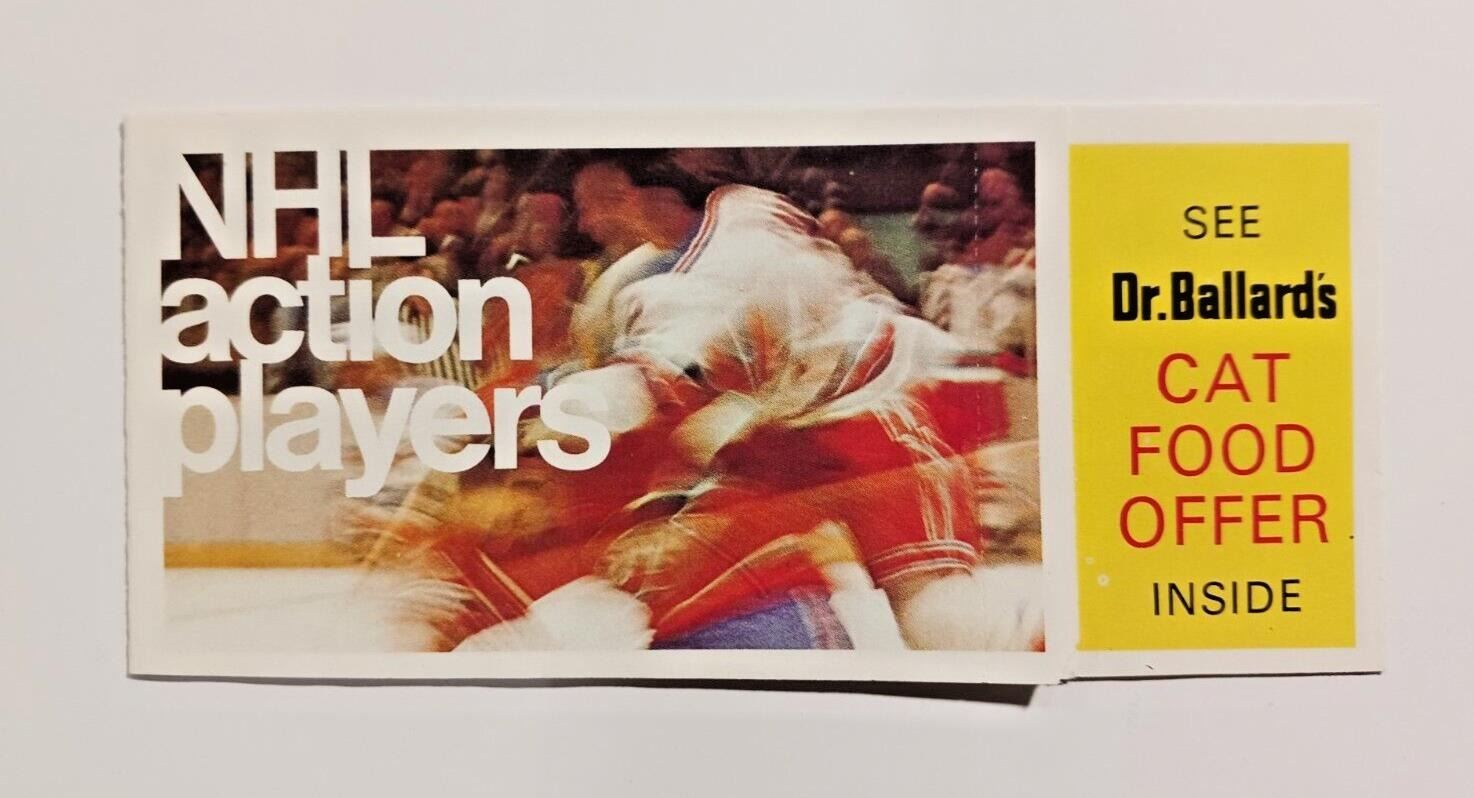 NHL
action
players
SEE
Dr.Ballard's
CAT
FOOD
OFFER
INSIDE